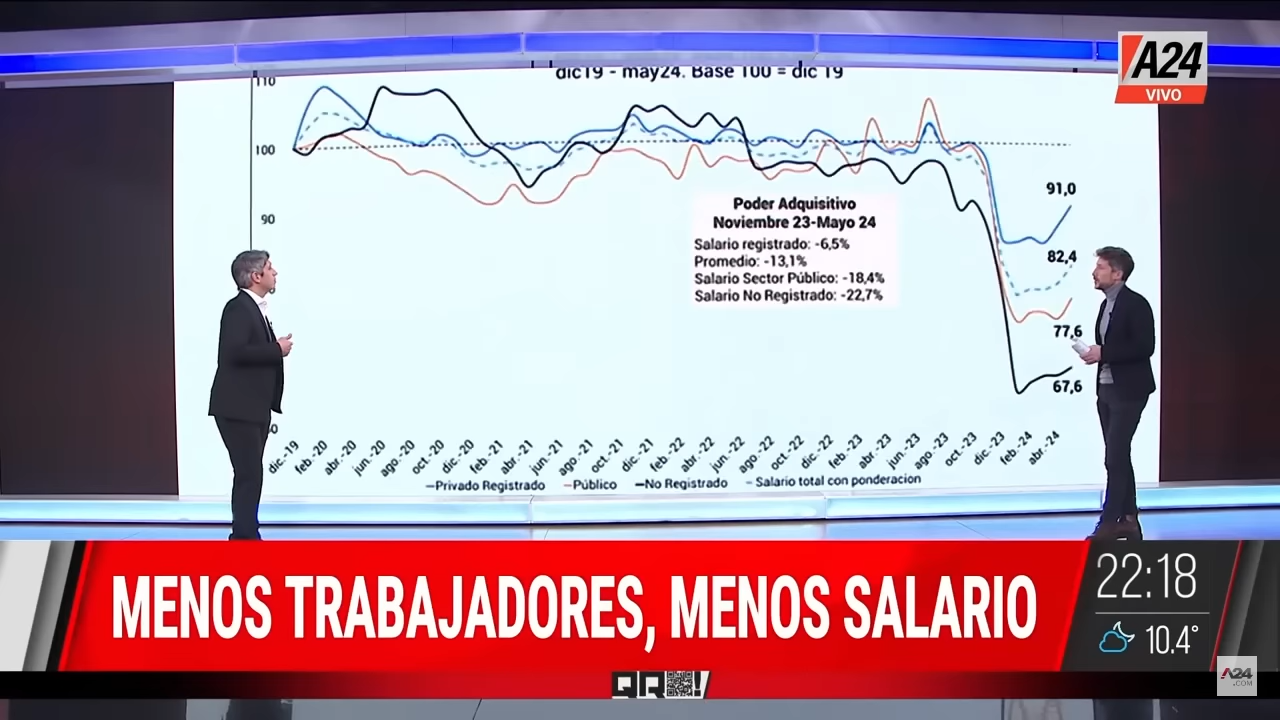 dic19 - may24. Base 100 = dic 19
A24
VIVO
110
100
90
91,0
82,4
77,6
67,6
Poder Adquisitivo
Noviembre 23-Mayo 24
Salario registrado: -6,5%
Promedio: -13,1%
Salario Sector Público: -18,4%
Salario No Registrado: -22,7%
dic.-19 feb.-20 abr.-20 jun.-20 ago.-20 oct.-20 dic.-20 feb.-21 abr.-21 jun.-21 ago.-21 oct.-21 dic.-21 feb.-22 abr.-22 jun.-22 ago.-22 oct.-22 dic.-22 feb.-23 abr.-23 jun.-23 ago.-23 oct.-23 dic.-23 feb.-24 abr.-24
Privado Registrado Público No Registrado Salario total con ponderacion
MENOS TRABAJADORES, MENOS SALARIO
22:18
10.4°
QR!
A24
.COM